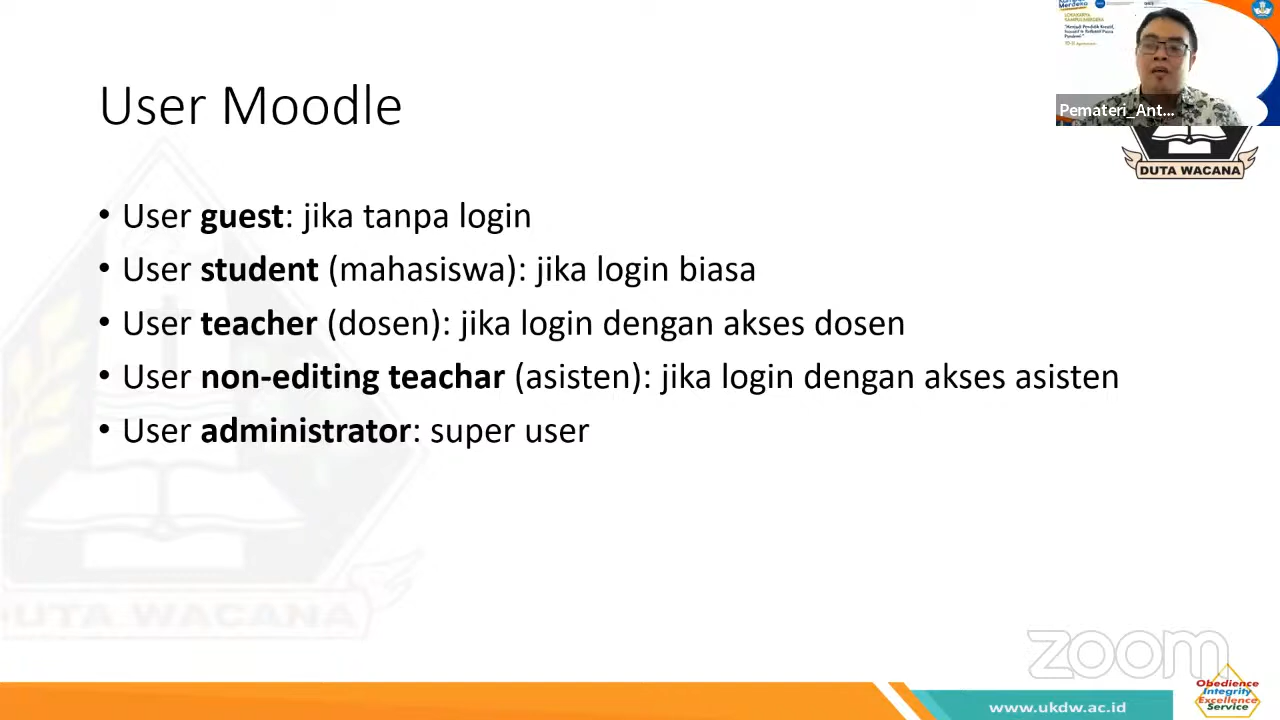 User Moodle
Pemateri_Ant...
DUTA WACANA
• User guest: jika tanpa login
• User student (mahasiswa): jika login biasa
• User teacher (dosen): jika login dengan akses dosen
• User non-editing teachar (asisten): jika login dengan akses asisten
• User administrator: super user
DUTA WACANA
zoom
www.ukdw.ac.id
Obedience
Integrity
Excellence
Service